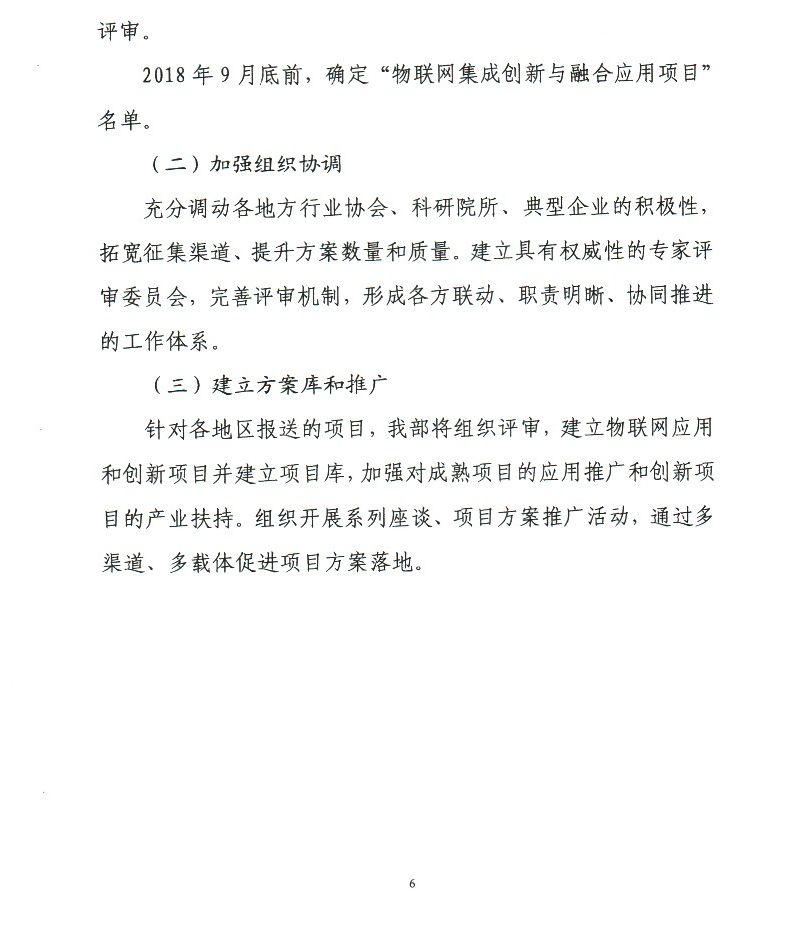 评审。
2018 年 9 月底前，确定“物联网集成创新与融合应用项目”
名单。
（二）加强组织协调
充分调动各地方行业协会、科研院所、典型企业的积极性，
拓宽征集渠道、提升方案数量和质量。建立具有权威性的专家评
审委员会，完善评审机制，形成各方联动、职责明晰、协同推进
的工作体系。
（三）建立方案库和推广
针对各地区报送的项目，我部将组织评审，建立物联网应用
和创新项目并建立项目库，加强对成熟项目的应用推广和创新项
目的产业扶持。组织开展系列座谈、项目方案推广活动，通过多
渠道、多载体促进项目方案落地。
6